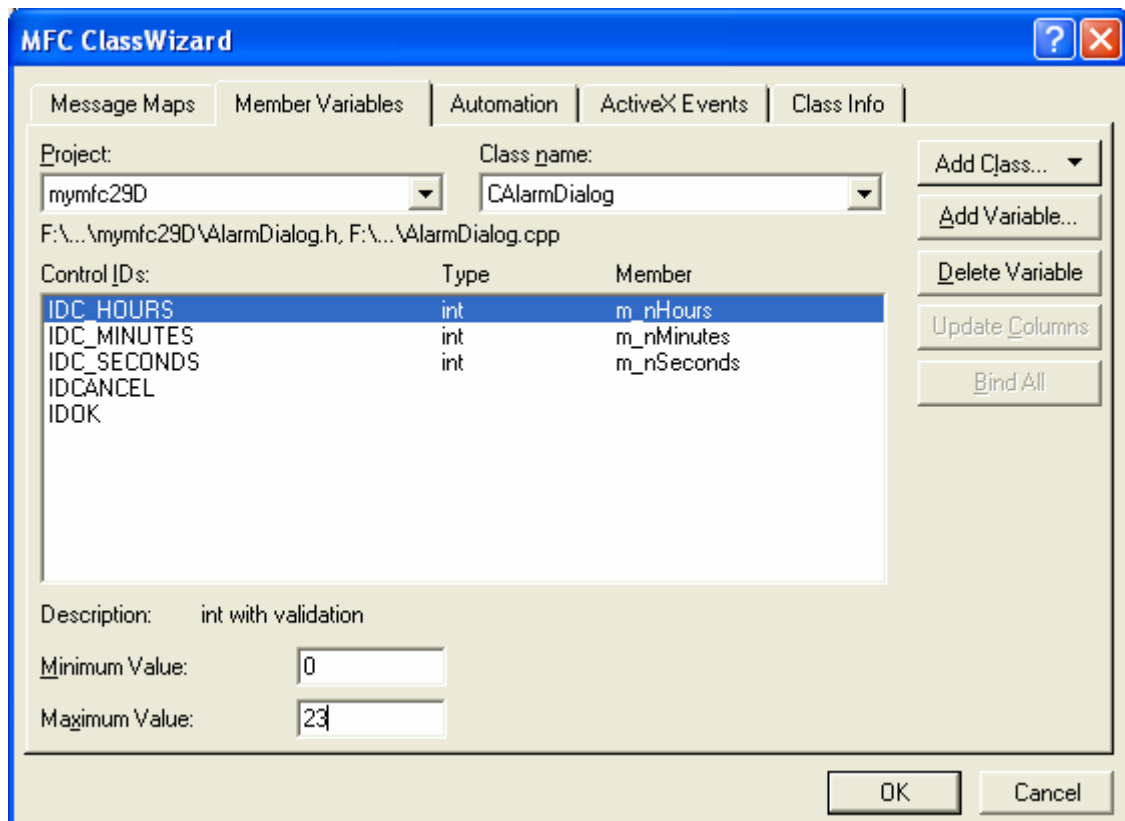 MFC ClassWizard
Message Maps Member Variables Automation ActiveX Events Class Info
Project: Class name: Add Class...
mymfc29D CAlarmDialog
Add Variable...
F:\...\mymfc29D\AlarmDialog.h, F:\...\AlarmDialog.cpp
Control IDs: Type Member Delete Variable
IDC_HOURS int m_nHours
IDC_MINUTES int m_nMinutes Update Columns
IDC_SECONDS int m_nSeconds
IDCANCEL Bind All
IDOK
Description: int with validation
Minimum Value: 0
Maximum Value: 23
OK Cancel